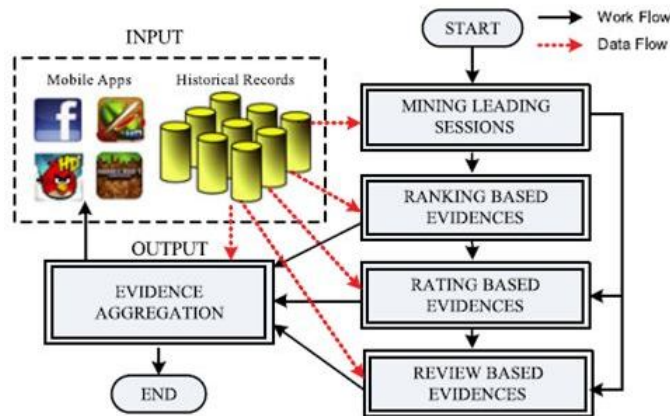 INPUT
Mobile Apps
Historical Records
START
Work Flow
Data Flow
MINING LEADING
SESSIONS
RANKING BASED
EVIDENCES
OUTPUT
EVIDENCE
AGGREGATION
RATING BASED
EVIDENCES
REVIEW BASED
EVIDENCES
END
f
HD